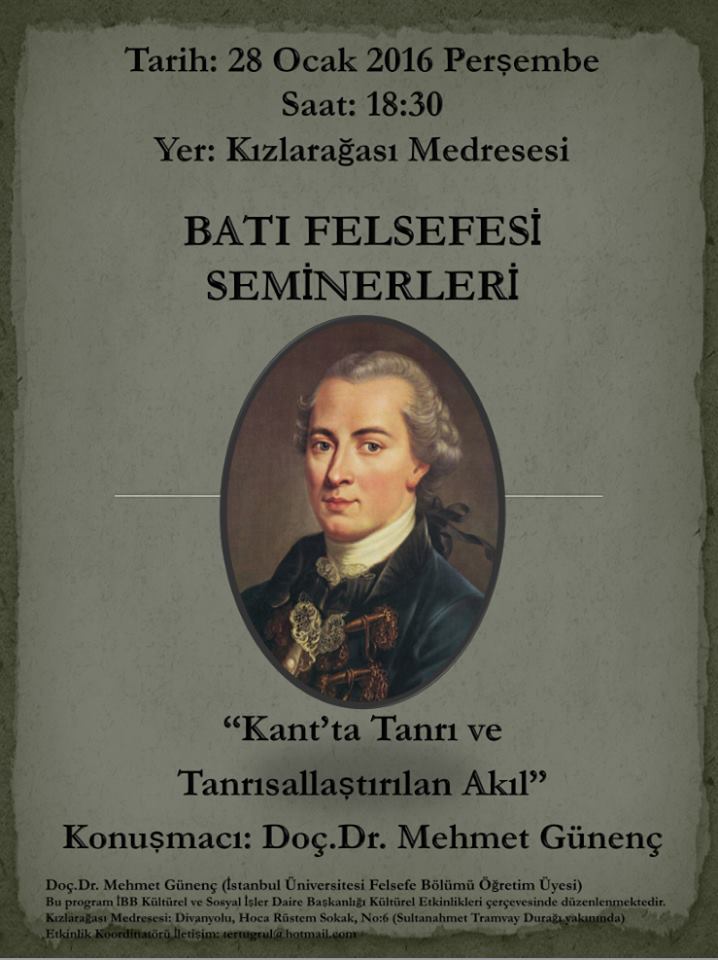 Tarih: 28 Ocak 2016 Perşembe
Saat: 18:30
Yer: Kızlarağası Medresesi
BATI FELSEFESİ
SEMİNERLERİ
“Kant’ta Tanrı ve
Tanrısallaştırılan Akıl”
Konuşmacı: Doç.Dr. Mehmet Günenç
Doç.Dr. Mehmet Günenç (İstanbul Üniversitesi Felsefe Bölümü Öğretim Üyesi)
Bu program İBB Kültürel ve Sosyal İşler Daire Başkanlığı Kültürel Etkinlikleri çerçevesinde düzenlenmektedir.
Kızlarağası Medresesi: Divanyolu, Hoca Rüstem Sokak, No:6 (Sultanahmet Tramvay Durağı yakınında)
Etkinlik Koordinatörü İletişim: tertugrul@hotmail.com